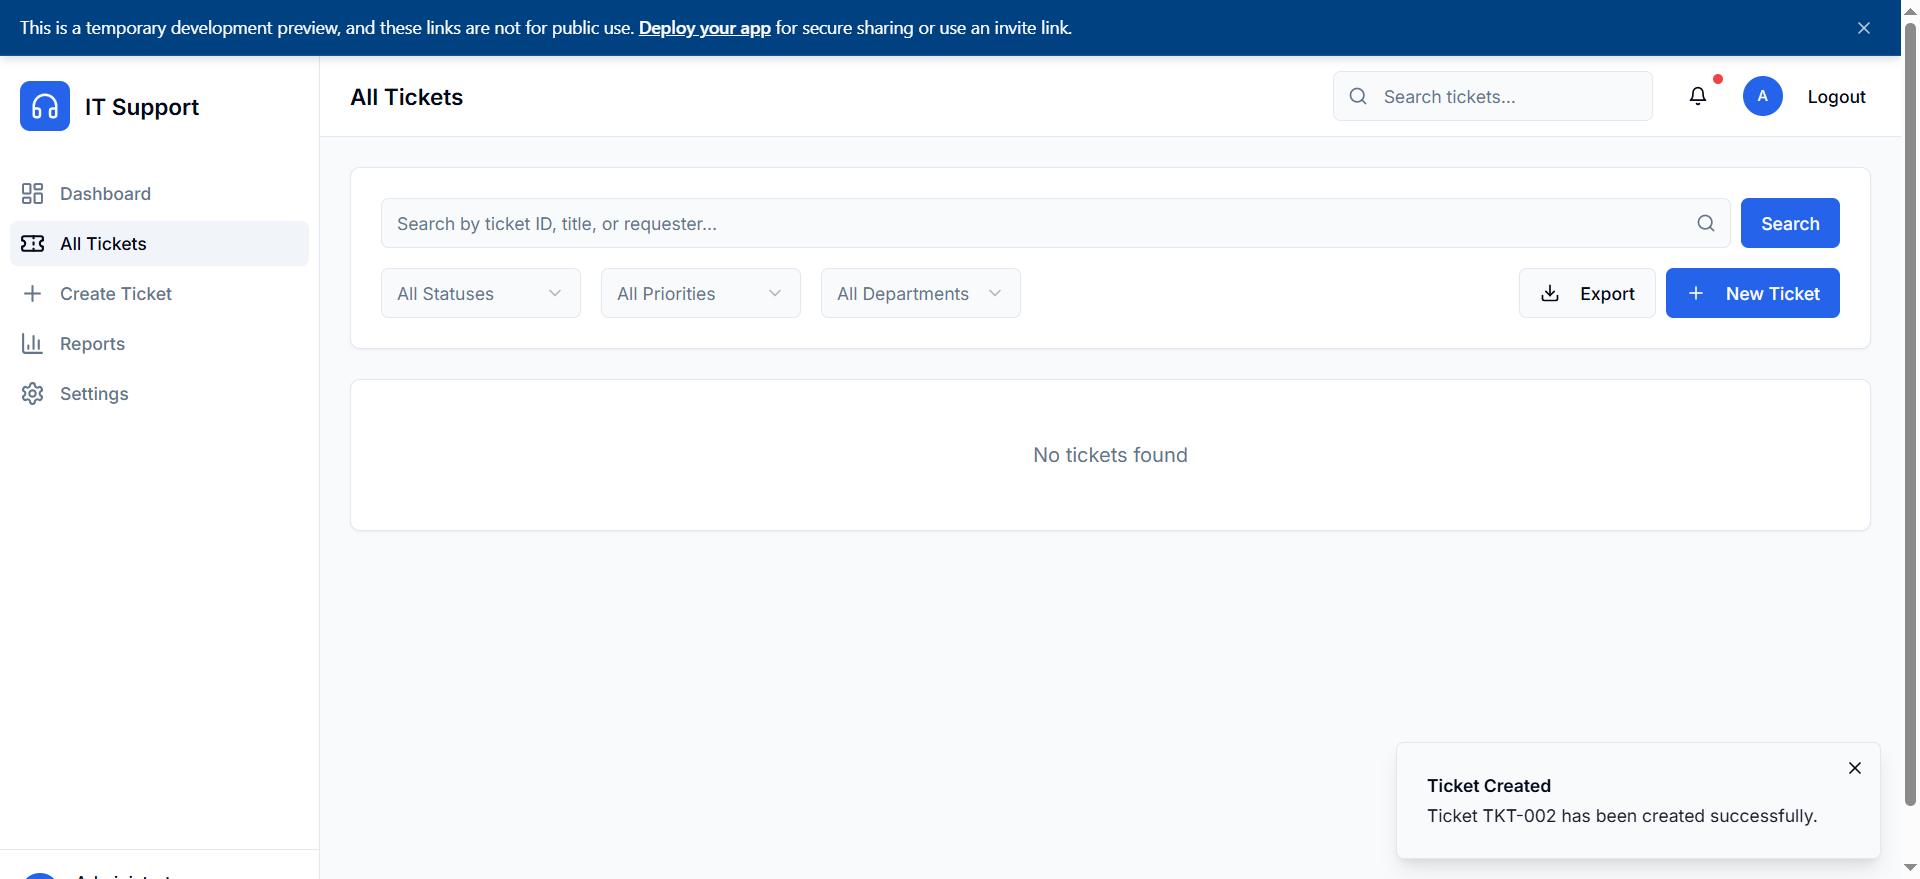 This is a temporary development preview, and these links are not for public use. Deploy your app for secure sharing or use an invite link.
IT Support
All Tickets
Search tickets...
A
Logout
Dashboard
All Tickets
Create Ticket
Reports
Settings
Search by ticket ID, title, or requester...
Search
All Statuses
All Priorities
All Departments
Export
New Ticket
No tickets found
Ticket Created
Ticket TKT-002 has been created successfully.